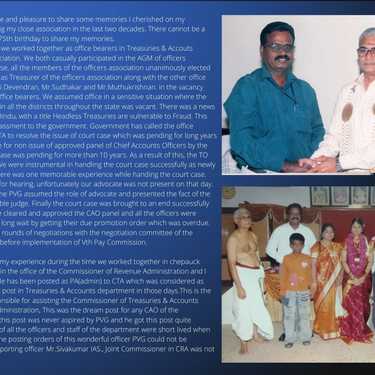 e and pleasure to share some memories I cherished on my
g my close association in the last two decades. There cannot be a
75th birthday to share my memories.
we worked together as office bearers in Treasuries & Accouts
ciation. We both casually participated in the AGM of officers
se, all the members of the officers association unanimously elected
as Treasurer of the officers association along with the other office
i Devendran, Mr.Sudhakar and Mr.Muthukrishnan. in the vacancy
office bearers. We assumed office in a sensitive situation where the
in all the districts throughout the state was vacant. There was a news
Hindu, with a title Headless Treasuries are vulnerable to Fraud. This
assment to the government. Government has called the office
TA to resolve the issue of court case which was pending for long years
e for non issue of approved panel of Chief Accounts Officers by the
ase was pending for more than 10 years. As a result of this, the TO
ve were instrumental in handling the court case successfully as newly
ere was one memorable experience while handling the court case.
for hearing, unfortunately our advocate was not present on that day.
he PVG assumed the role of advocate and presented the fact of the
ble judge. Finally the court case was brought to an end successfully
e cleared and approved the CAO panel and all the officers were
long wait by getting their due promotion order which was overdue.
rounds of negotiations with the negotiation committee of the
before implementation of Vth Pay Commission.
my experience during the time we worked together in chepauck
in the office of the Commissioner of Revenue Administration and I
le has been posted as PA(admin) to CTA which was considered as
post in Treasuries & Accounts department in those days.This is the
onsible for assisting the Commissioner of Treasuries & Accounts
dministration, This was the dream post for any CAO of the
this post was never aspired by PVG and he got this post quite
of all the officers and staff of the department were short lived when
he posting orders of this wonderful officer PVG could not be
porting officer Mr.Sivakumar IAS., Joint Commissioner in CRA was not